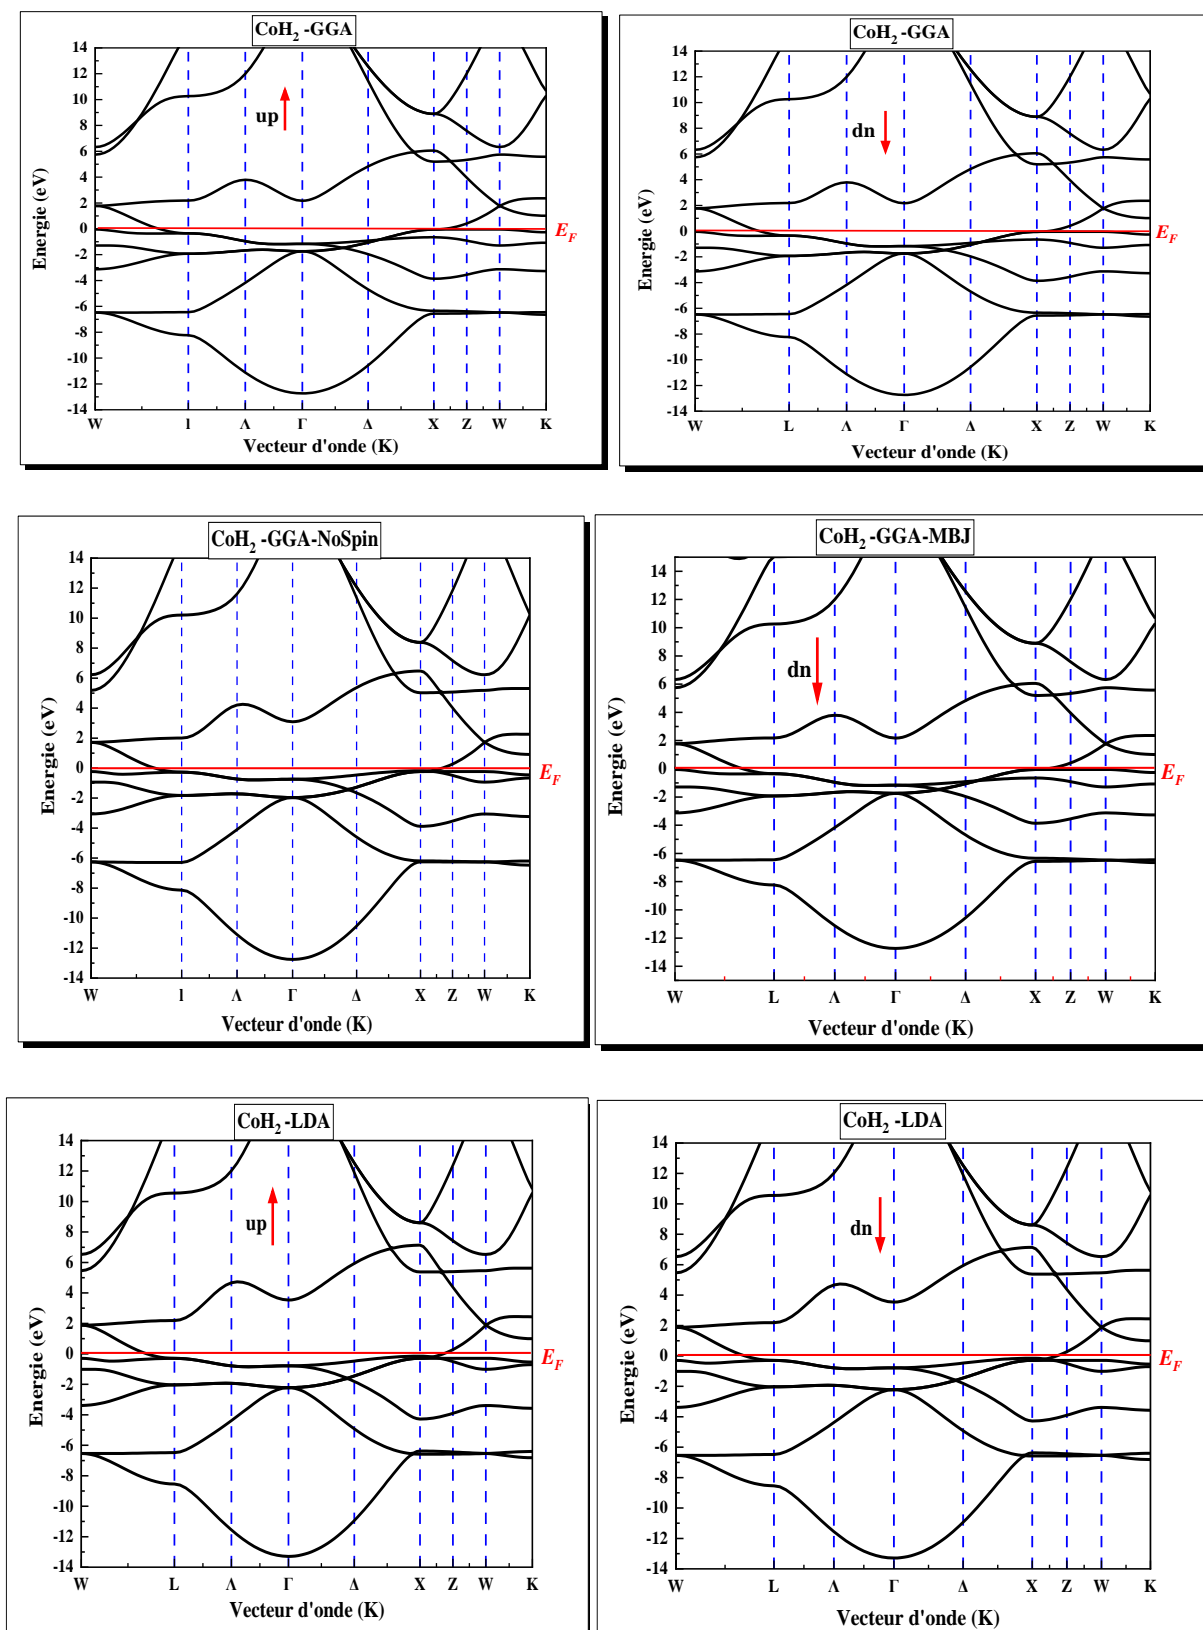 CoH₂ -GGA
14
12
10
8
6
4
2
0
-2
-4
-6
-8
-10
-12
-14
Energie (eV)
up
E_F
W l Λ Γ Δ X Z W K
Vecteur d'onde (K)
CoH₂ -GGA
14
12
10
8
6
4
2
0
-2
-4
-6
-8
-10
-12
-14
Energie (eV)
dn
E_F
W L Λ Γ Δ X Z W K
Vecteur d'onde (K)
CoH₂ -GGA-NoSpin
14
12
10
8
6
4
2
0
-2
-4
-6
-8
-10
-12
-14
Energie (eV)
E_F
W l Λ Γ Δ X Z W K
Vecteur d'onde (K)
CoH₂ -GGA-MBJ
14
12
10
8
6
4
2
0
-2
-4
-6
-8
-10
-12
-14
Energie (eV)
dn
E_F
W L Λ Γ Δ X Z W K
Vecteur d'onde (K)
CoH₂ -LDA
14
12
10
8
6
4
2
0
-2
-4
-6
-8
-10
-12
-14
Energie (eV)
up
E_F
W L Λ Γ Δ X Z W K
Vecteur d'onde (K)
CoH₂ -LDA
14
12
10
8
6
4
2
0
-2
-4
-6
-8
-10
-12
-14
Energie (eV)
dn
E_F
W L Λ Γ Δ X Z W K
Vecteur d'onde (K)